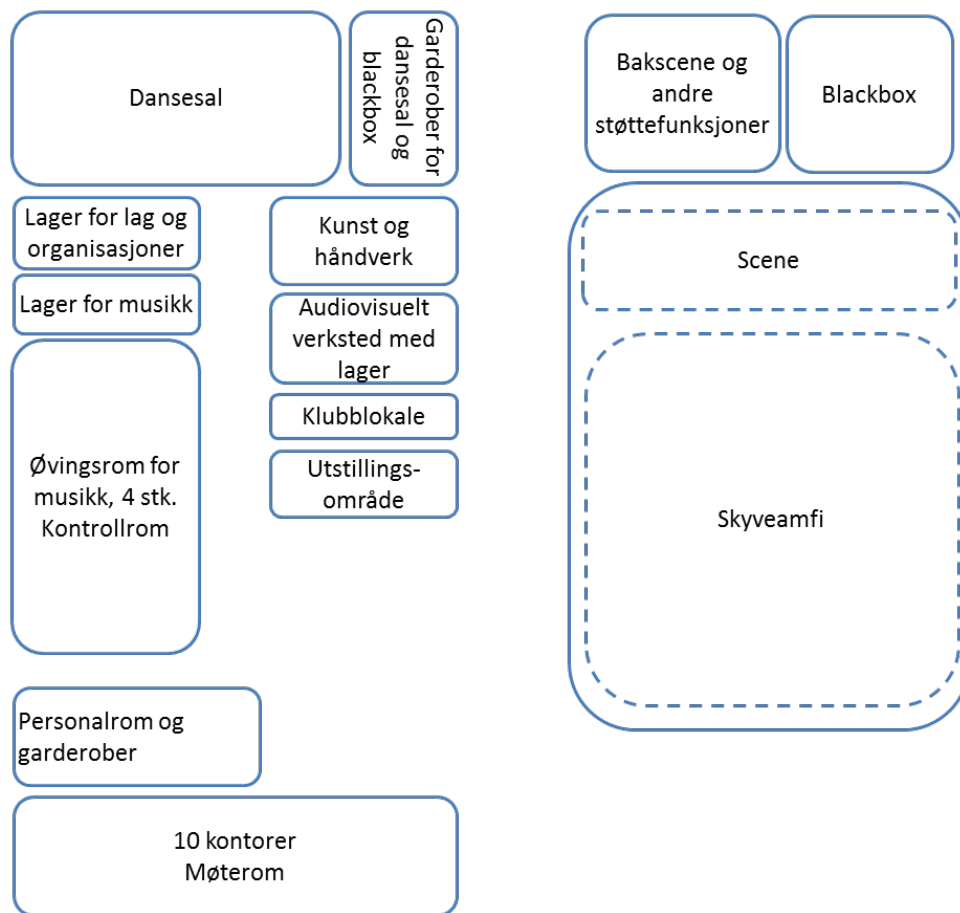 Dansesal
Garderober for
dansesal og
blackbox
Bakscene og
andre
støttefunksjoner
Blackbox
Lager for lag og
organisasjoner
Kunst og
håndverk
Scene
Lager for musikk
Audiovisuelt
verksted med
lager
Klubblokale
Øvingsrom for
musikk, 4 stk.
Kontrollrom
Utstillings-
område
Skyveamfi
Personalrom og
garderober
10 kontorer
Møterom